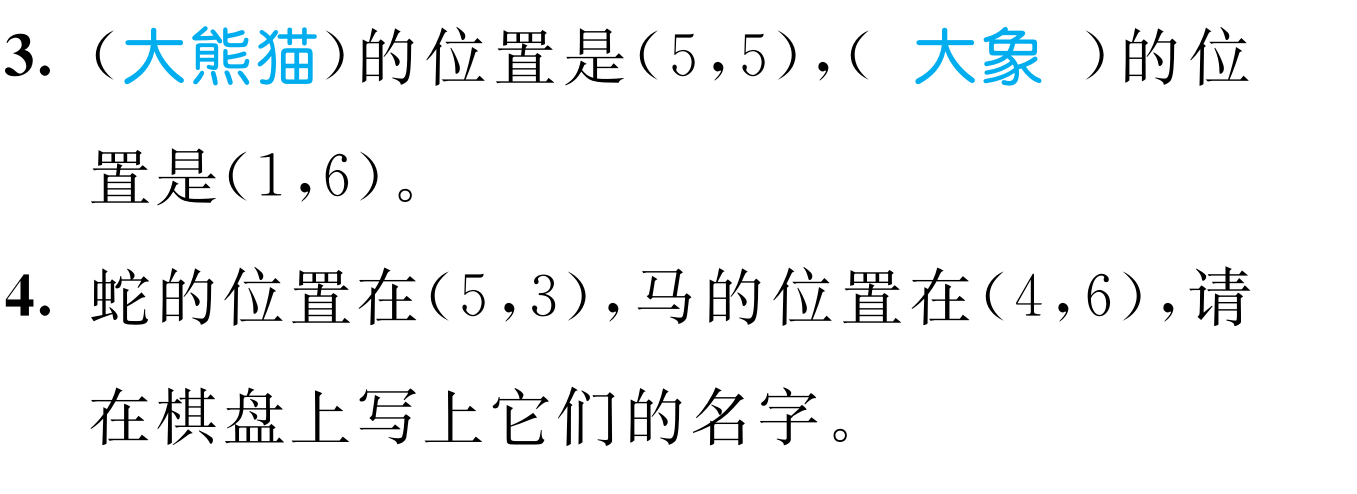 3. (大熊猫)的位置是(5,5),( 大象 )的位
置是(1,6)。
4. 蛇的位置在(5,3),马的位置在(4,6),请
在棋盘上写上它们的名字。